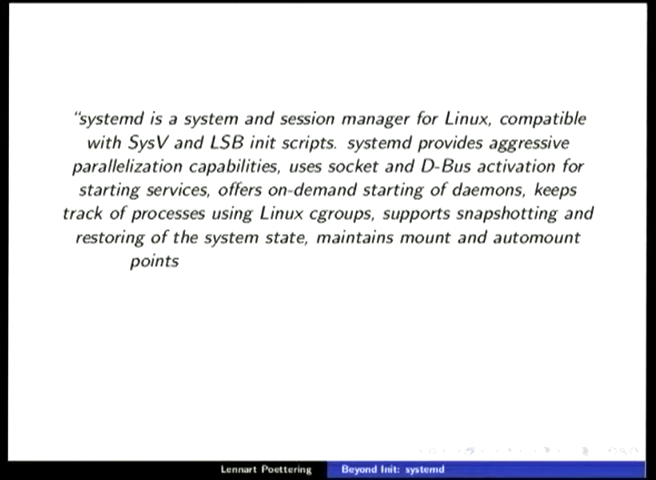 “systemd is a system and session manager for Linux, compatible
with SysV and LSB init scripts. systemd provides aggressive
parallelization capabilities, uses socket and D-Bus activation for
starting services, offers on-demand starting of daemons, keeps
track of processes using Linux cgroups, supports snapshotting and
restoring of the system state, maintains mount and automount
points
Lennart Poettering Beyond Init: systemd